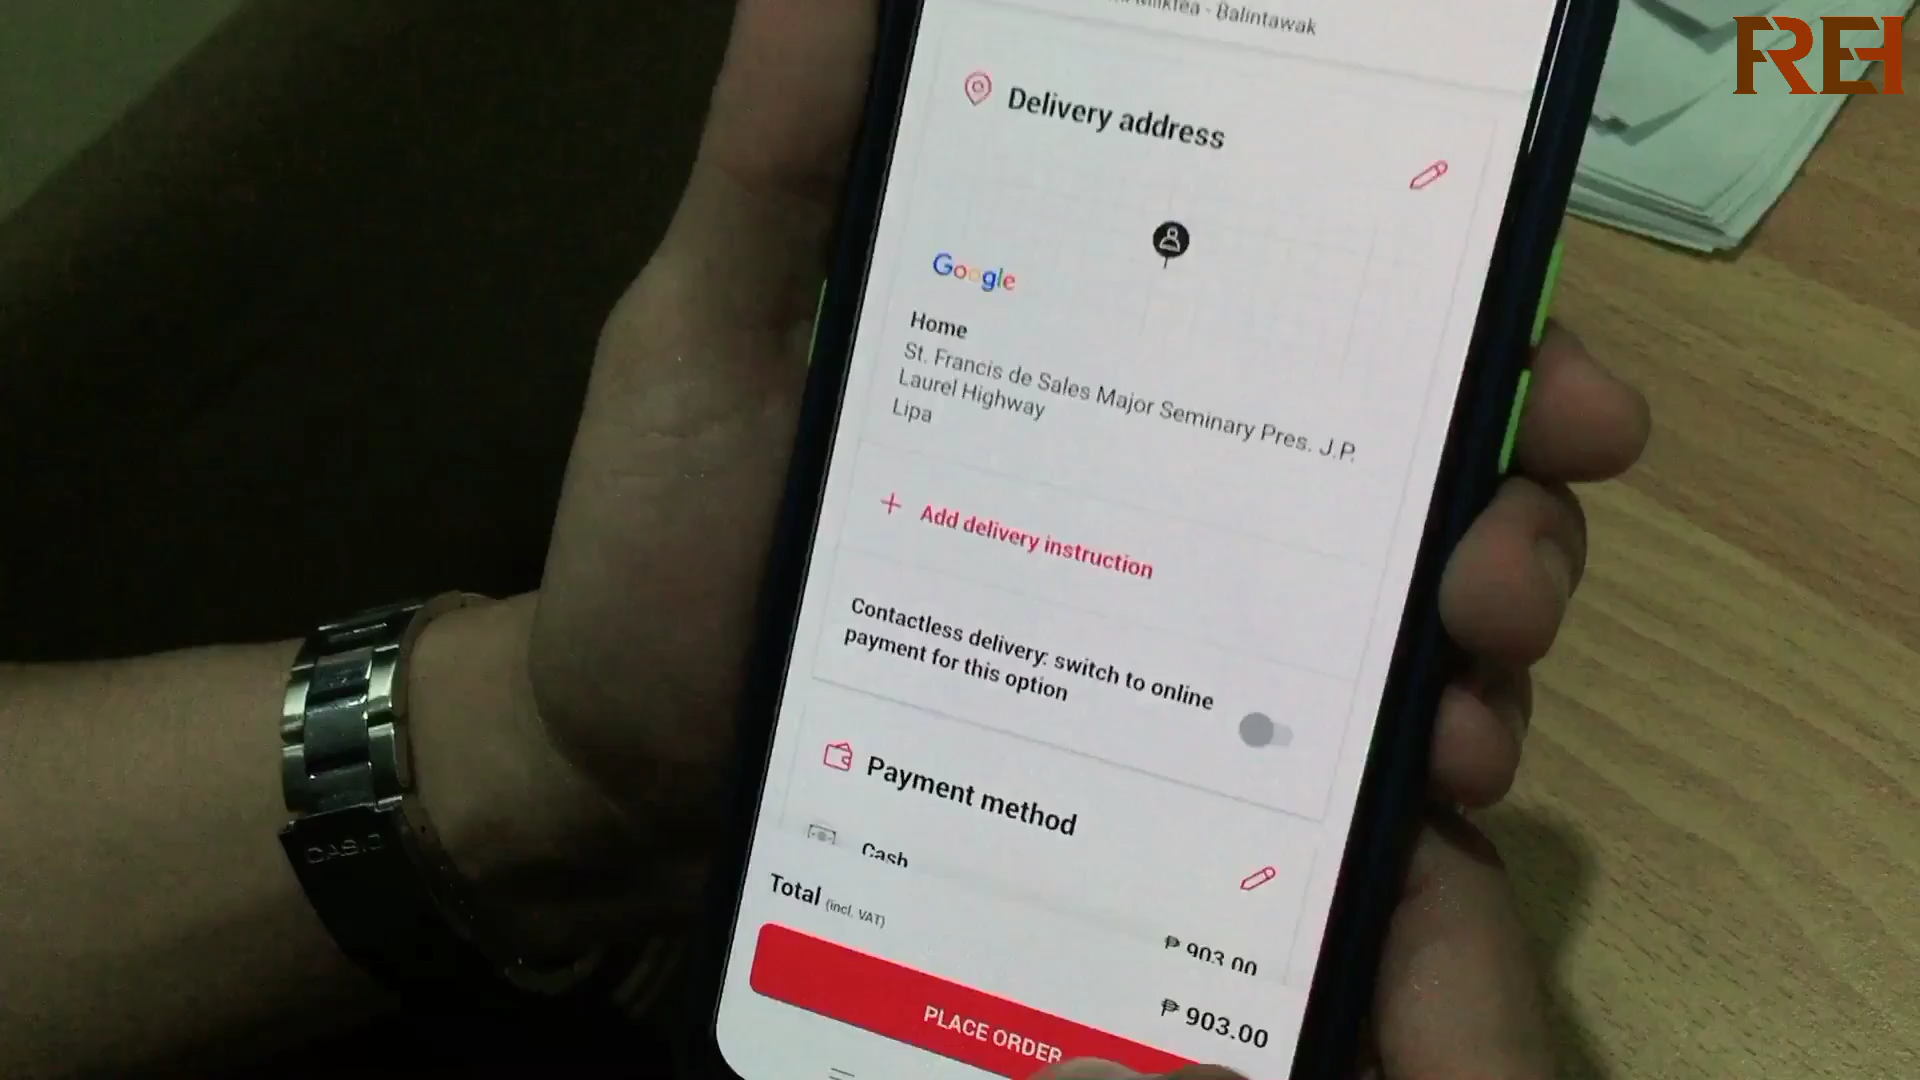 Milktea - Balintawak
FREH
Delivery address
Google
Home
St. Francis de Sales Major Seminary Pres. J.P.
Laurel Highway
Lipa
+ Add delivery instruction
Contactless delivery: switch to online
payment for this option
Payment method
Cash
₱ 903.00
Total (incl. VAT)
₱ 903.00
PLACE ORDER
CASIO